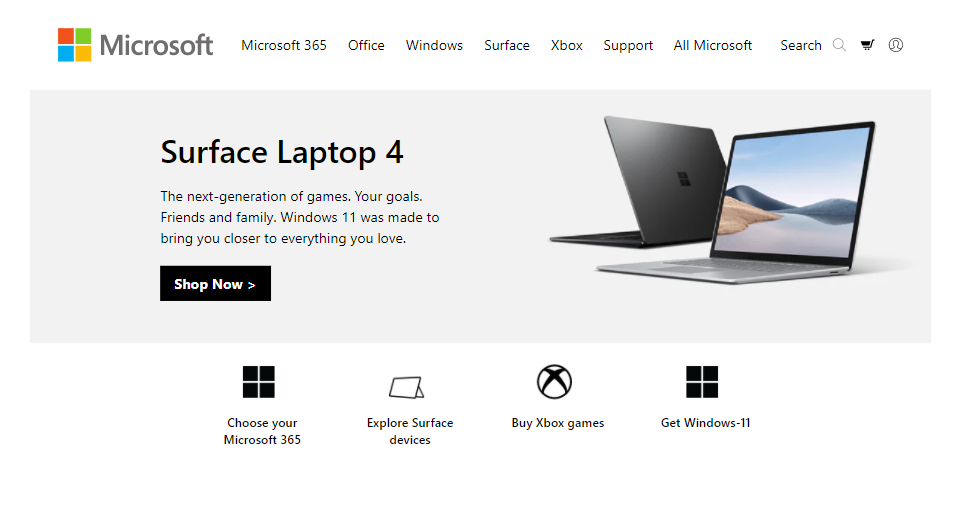 Microsoft
Microsoft 365 Office Windows Surface Xbox Support All Microsoft Search
Surface Laptop 4
The next-generation of games. Your goals.
Friends and family. Windows 11 was made to
bring you closer to everything you love.
Shop Now >
Choose your
Microsoft 365
Explore Surface
devices
Buy Xbox games
Get Windows-11